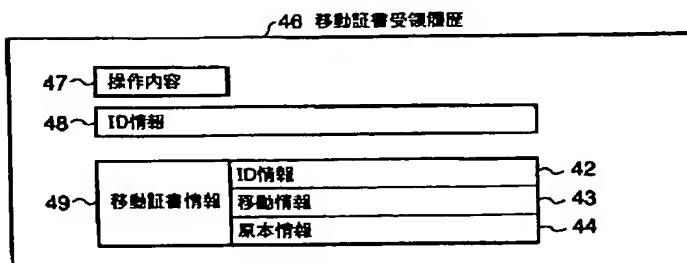 46 移動証書受領履歴
47 操作内容
48 ID情報
ID情報 42
49 移動証書情報 移動情報 43
原本情報 44